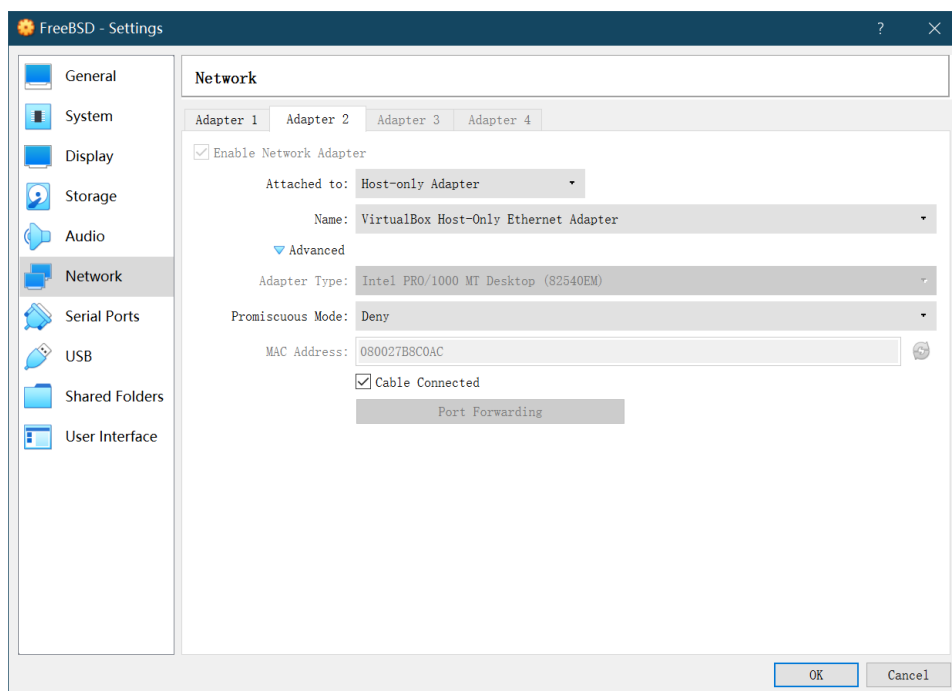 FreeBSD - Settings
General
System
Display
Storage
Audio
Network
Serial Ports
USB
Shared Folders
User Interface
Network
Adapter 1 Adapter 2 Adapter 3 Adapter 4
Enable Network Adapter
Attached to: Host-only Adapter
Name: VirtualBox Host-Only Ethernet Adapter
Advanced
Adapter Type: Intel PRO/1000 MT Desktop (82540EM)
Promiscuous Mode: Deny
MAC Address: 080027B8C0AC
Cable Connected
Port Forwarding
OK Cancel